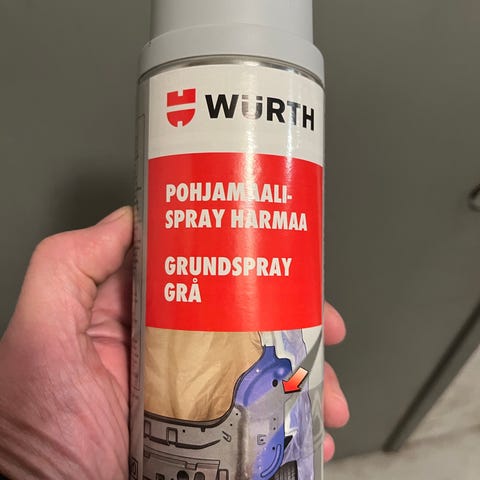 WÜRTH
POHJAMAALI-
SPRAY HARMAA
GRUNDSPRAY
GRÅ